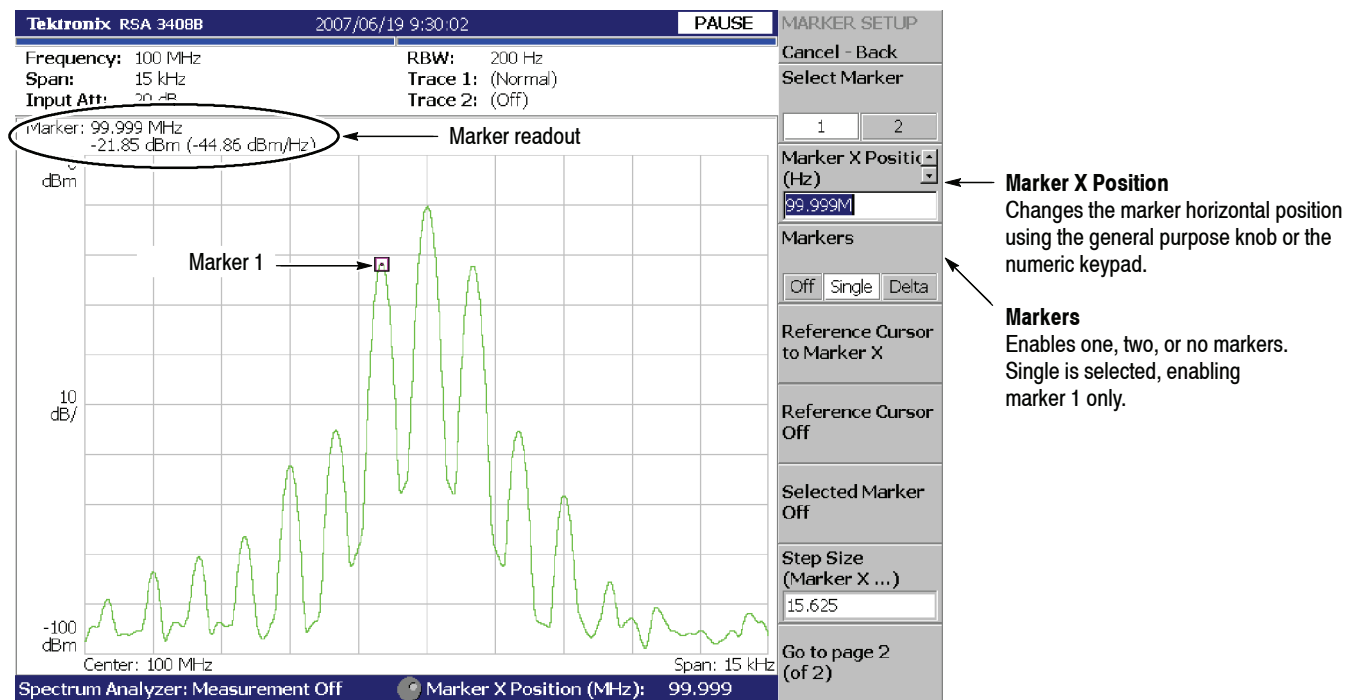 Tektronix RSA 3408B 2007/06/19 9:30:02 PAUSE
Frequency: 100 MHz RBW: 200 Hz
Span: 15 kHz Trace 1: (Normal)
Input Att: 20 dB Trace 2: (Off)
Marker: 99.999 MHz
-21.85 dBm (-44.86 dBm/Hz)
Marker readout
0
dBm
Marker 1
10
dB/
-100
dBm
Center: 100 MHz Span: 15 kHz
Spectrum Analyzer: Measurement Off Marker X Position (MHz): 99.999
MARKER SETUP
Cancel - Back
Select Marker
1 2
Marker X Positic
(Hz)
99.999M
Markers
Off Single Delta
Reference Cursor
to Marker X
Reference Cursor
Off
Selected Marker
Off
Step Size
(Marker X ...)
15.625
Go to page 2
(of 2)
Marker X Position
Changes the marker horizontal position
using the general purpose knob or the
numeric keypad.
Markers
Enables one, two, or no markers.
Single is selected, enabling
marker 1 only.